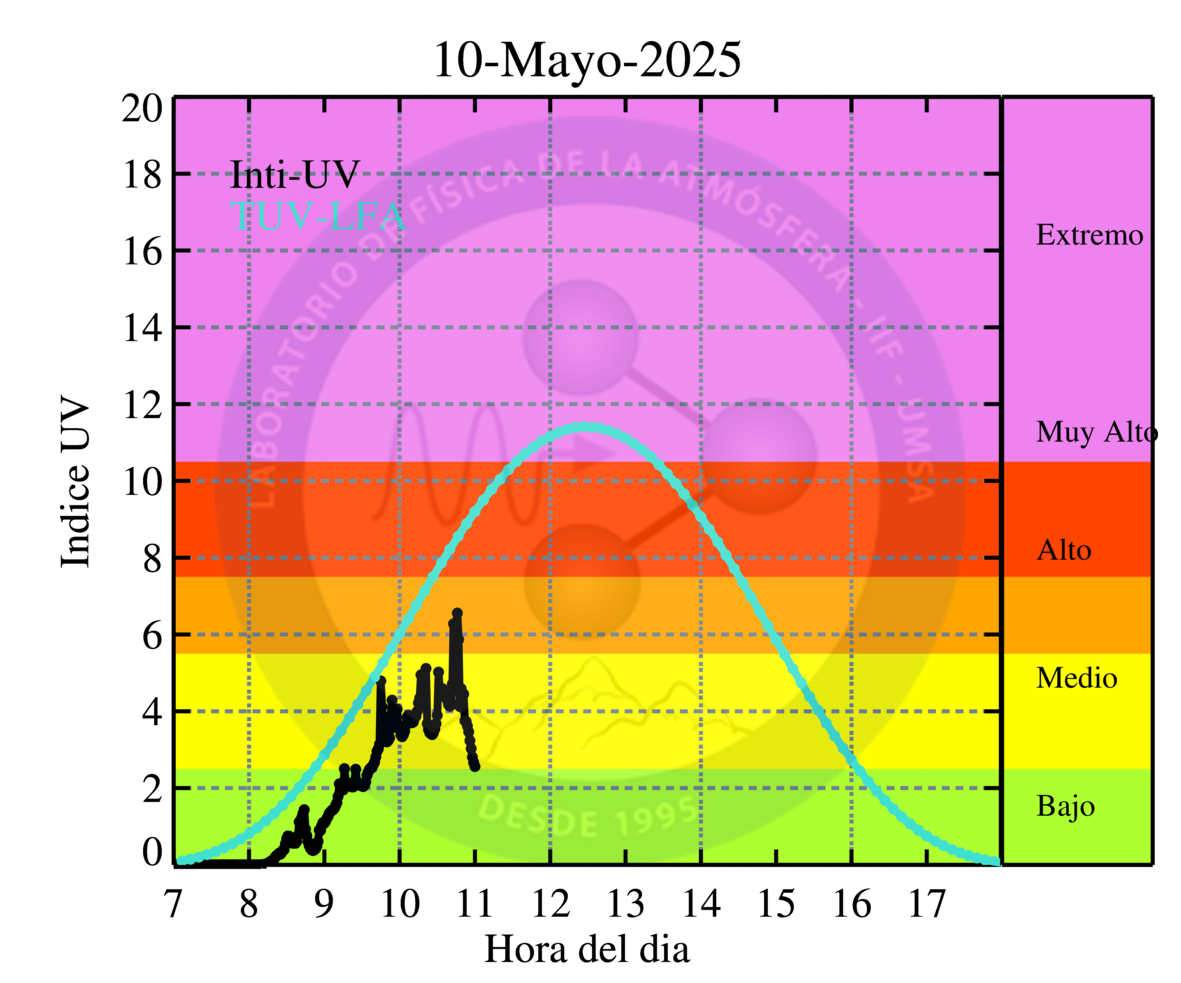 10-Mayo-2025
20
18
16
14
12
10
8
6
4
2
0
Indice UV
Inti-UV
TUV-LFA
LABORATORIO DE FÍSICA DE LA ATMÓSFERA - IIF - UMSA
DESDE 1995
Extremo
Muy Alto
Alto
Medio
Bajo
7 8 9 10 11 12 13 14 15 16 17
Hora del dia